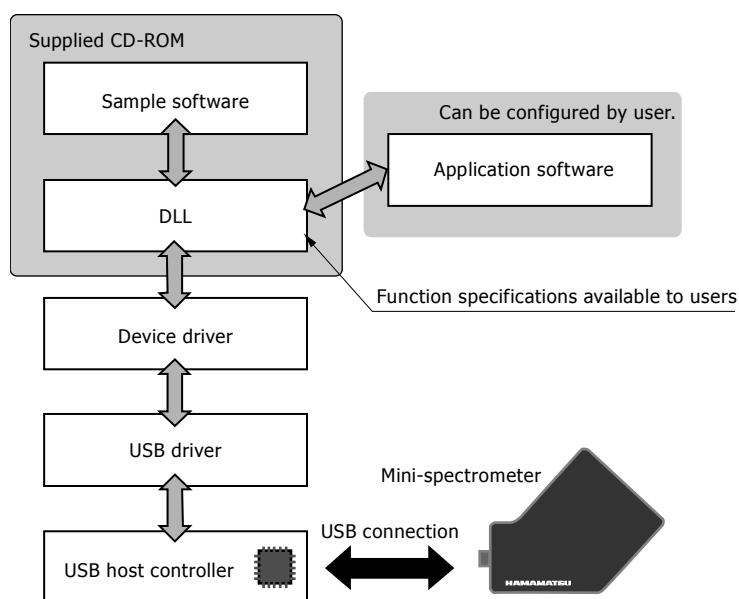 Supplied CD-ROM
Sample software
Can be configured by user.
Application software
DLL
Function specifications available to users
Device driver
USB driver
Mini-spectrometer
USB connection
USB host controller
HAMAMATSU